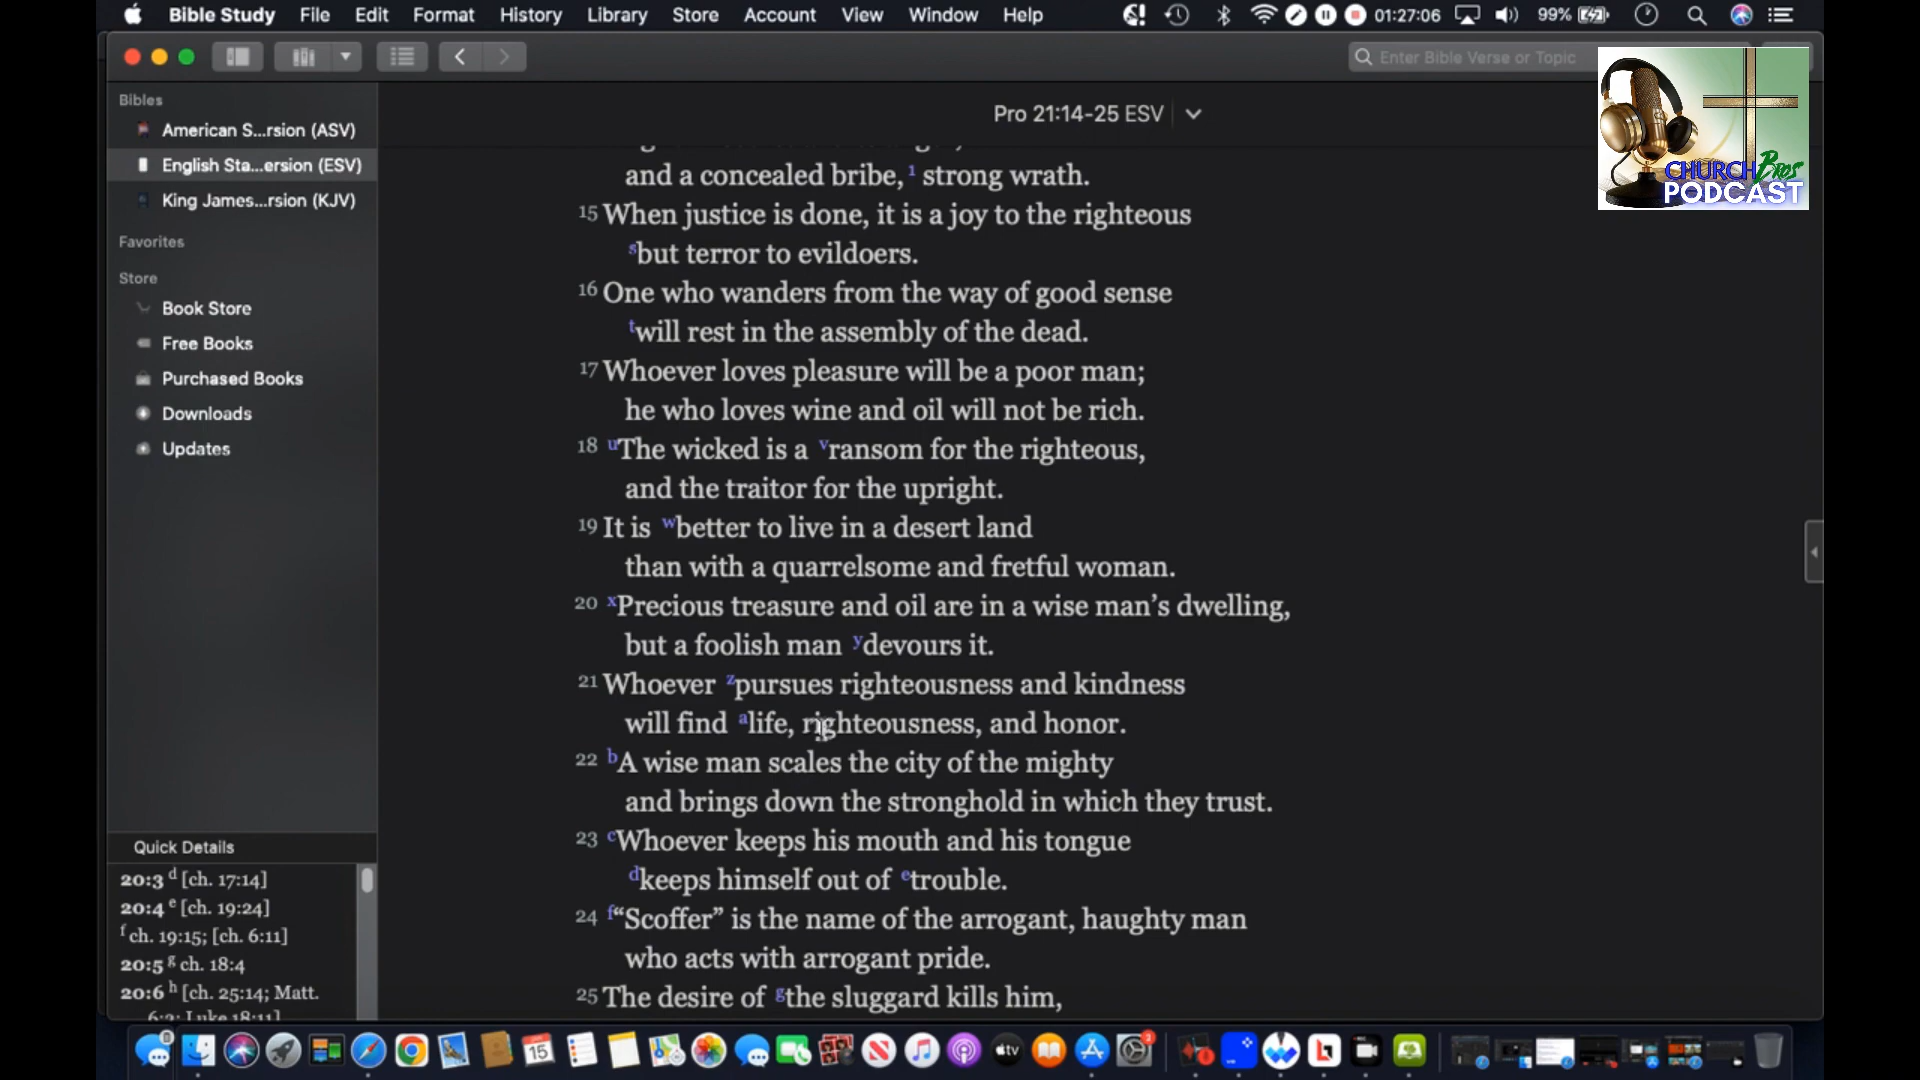 Bible Study File Edit Format History Library Store Account View Window Help 01:27:06 99%
Enter Bible Verse or Topic
CHURCH Bros
PODCAST
Bibles
American S...rsion (ASV)
English Sta...ersion (ESV)
King James...rsion (KJV)
Favorites
Store
Book Store
Free Books
Purchased Books
Downloads
Updates
Pro 21:14-25 ESV
and a concealed bribe, 1 strong wrath.
15 When justice is done, it is a joy to the righteous
s but terror to evildoers.
16 One who wanders from the way of good sense
t will rest in the assembly of the dead.
17 Whoever loves pleasure will be a poor man;
he who loves wine and oil will not be rich.
18 u The wicked is a v ransom for the righteous,
and the traitor for the upright.
19 It is w better to live in a desert land
than with a quarrelsome and fretful woman.
20 x Precious treasure and oil are in a wise man’s dwelling,
but a foolish man y devours it.
21 Whoever z pursues righteousness and kindness
will find a life, righteousness, and honor.
22 b A wise man scales the city of the mighty
and brings down the stronghold in which they trust.
23 c Whoever keeps his mouth and his tongue
d keeps himself out of e trouble.
24 f “Scoffer” is the name of the arrogant, haughty man
who acts with arrogant pride.
25 The desire of g the sluggard kills him,
Quick Details
20:3 d [ch. 17:14]
20:4 e [ch. 19:24]
f ch. 19:15; [ch. 6:11]
20:5 g ch. 18:4
20:6 h [ch. 25:14; Matt.
6:2; Luke 18:11]
15
tv